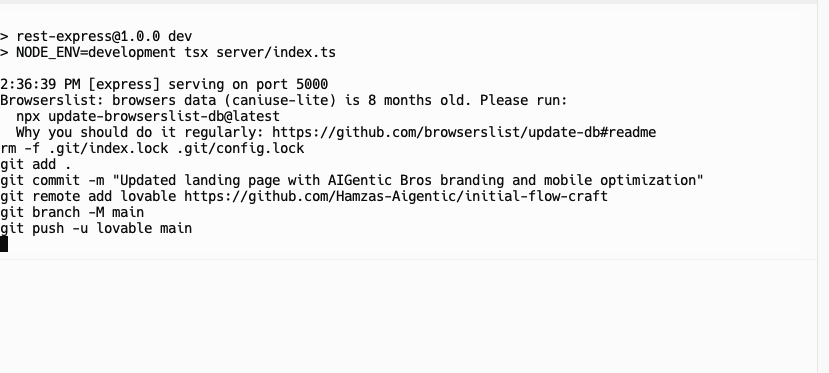 > rest-express@1.0.0 dev
> NODE_ENV=development tsx server/index.ts
2:36:39 PM [express] serving on port 5000
Browserslist: browsers data (caniuse-lite) is 8 months old. Please run:
  npx update-browserslist-db@latest
  Why you should do it regularly: https://github.com/browserslist/update-db#readme
rm -f .git/index.lock .git/config.lock
git add .
git commit -m "Updated landing page with AIGentic Bros branding and mobile optimization"
git remote add lovable https://github.com/Hamzas-Aigentic/initial-flow-craft
git branch -M main
git push -u lovable main